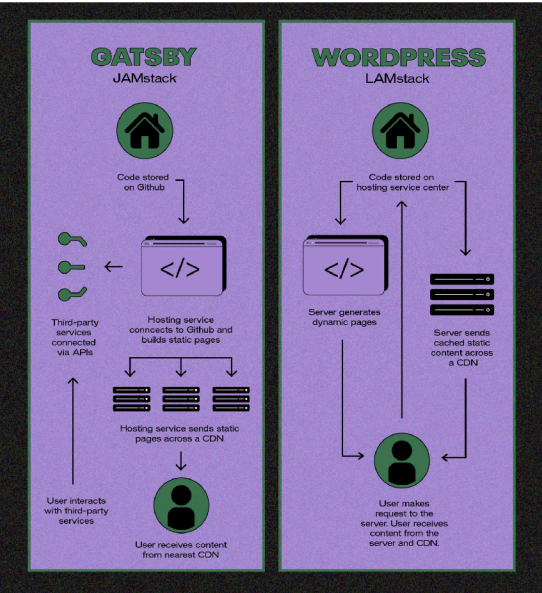 GATSBY
JAMstack
Code stored
on Github
</>
Third-party
services
connected
via APIs
Hosting service
conncects to Github and
builds static pages
Hosting service sends static
pages across a CDN
User interacts
with third-party
services
User receives content
from nearest CDN
WORDPRESS
LAMstack
Code stored on
hosting service center
</>
Server generates
dynamic pages
Server sends
cached static
content across
a CDN
User makes
request to the
server. User receives
content from the
server and CDN.